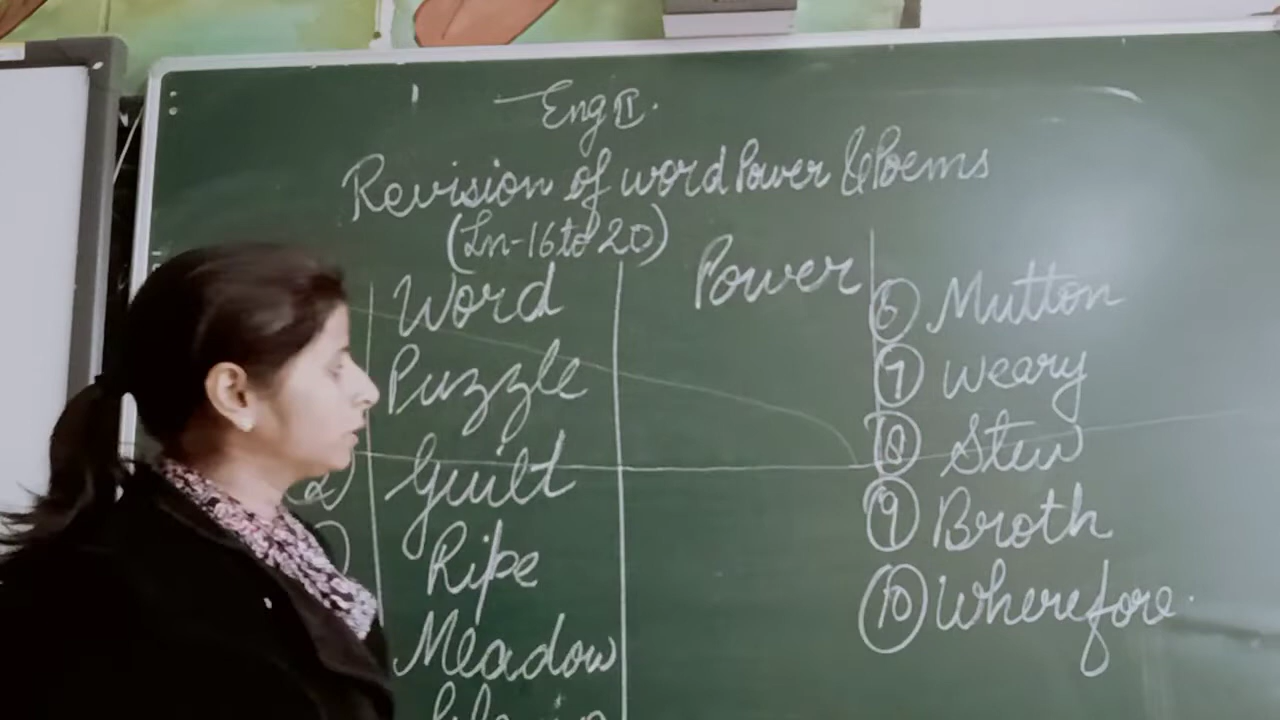 Eng II.
Revision of word Power & Poems
(Ln-16 to 20)
Word Power
Puzzle
② Guilt
Ripe
Meadow
⑥ Mutton
⑦ weary
⑧ Stew
⑨ Broth
⑩ Wherefore.